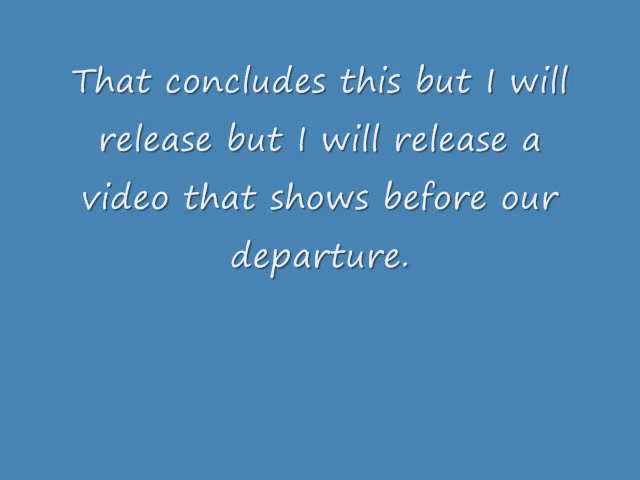 That concludes this but I will
release but I will release a
video that shows before our
departure.